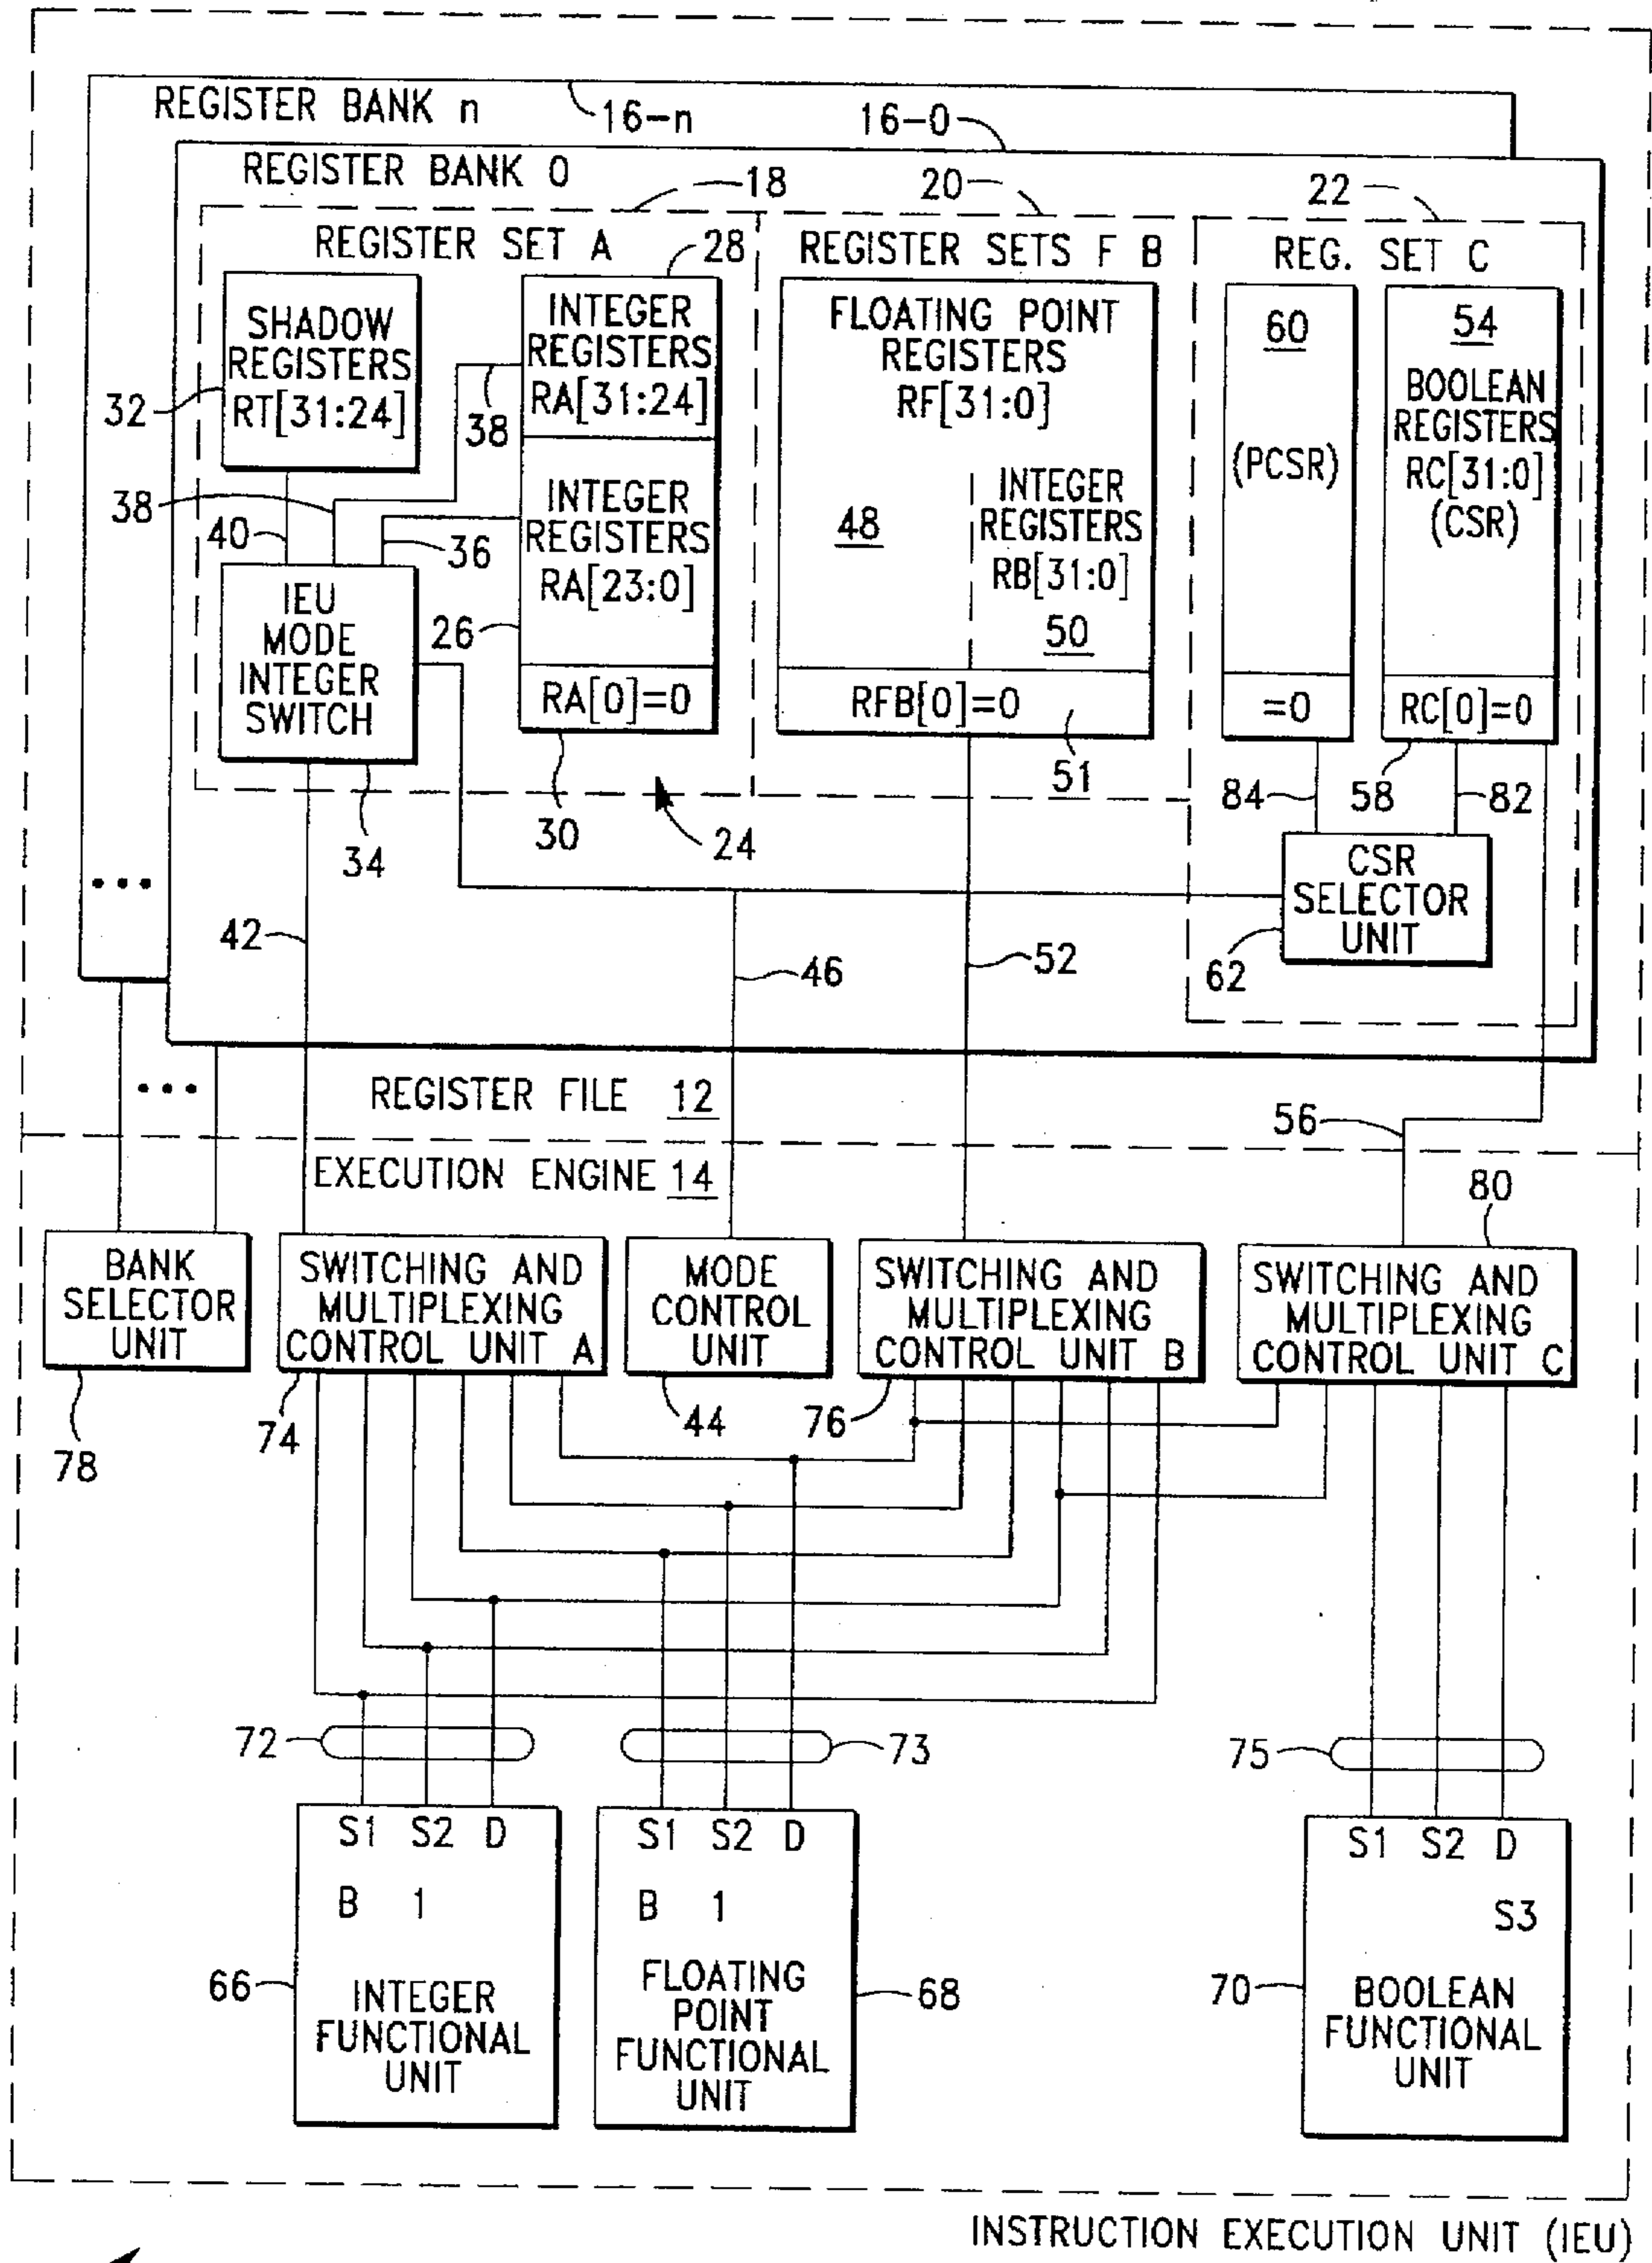 REGISTER BANK n
16-n
16-0
REGISTER BANK 0
18
20
22
REGISTER SET A
28
REGISTER SETS F B
REG. SET C
SHADOW
REGISTERS
RT[31:24]
32
INTEGER
REGISTERS
RA[31:24]
38
FLOATING POINT
REGISTERS
RF[31:0]
60
(PCSR)
54
BOOLEAN
REGISTERS
RC[31:0]
(CSR)
38
40
36
INTEGER
REGISTERS
RA[23:0]
48
INTEGER
REGISTERS
RB[31:0]
50
IEU
MODE
INTEGER
SWITCH
26
RA[0]=0
RFB[0]=0
=0
RC[0]=0
34
30
24
51
84
58
82
CSR
SELECTOR
UNIT
62
•••
42
46
52
•••
REGISTER FILE 12
56
EXECUTION ENGINE 14
80
BANK
SELECTOR
UNIT
SWITCHING AND
MULTIPLEXING
CONTROL UNIT A
MODE
CONTROL
UNIT
SWITCHING AND
MULTIPLEXING
CONTROL UNIT B
SWITCHING AND
MULTIPLEXING
CONTROL UNIT C
78
74
44
76
72
73
75
S1 S2 D
B 1
66
INTEGER
FUNCTIONAL
UNIT
S1 S2 D
B 1
FLOATING
POINT
FUNCTIONAL
UNIT
68
S1 S2 D
S3
70
BOOLEAN
FUNCTIONAL
UNIT
INSTRUCTION EXECUTION UNIT (IEU)